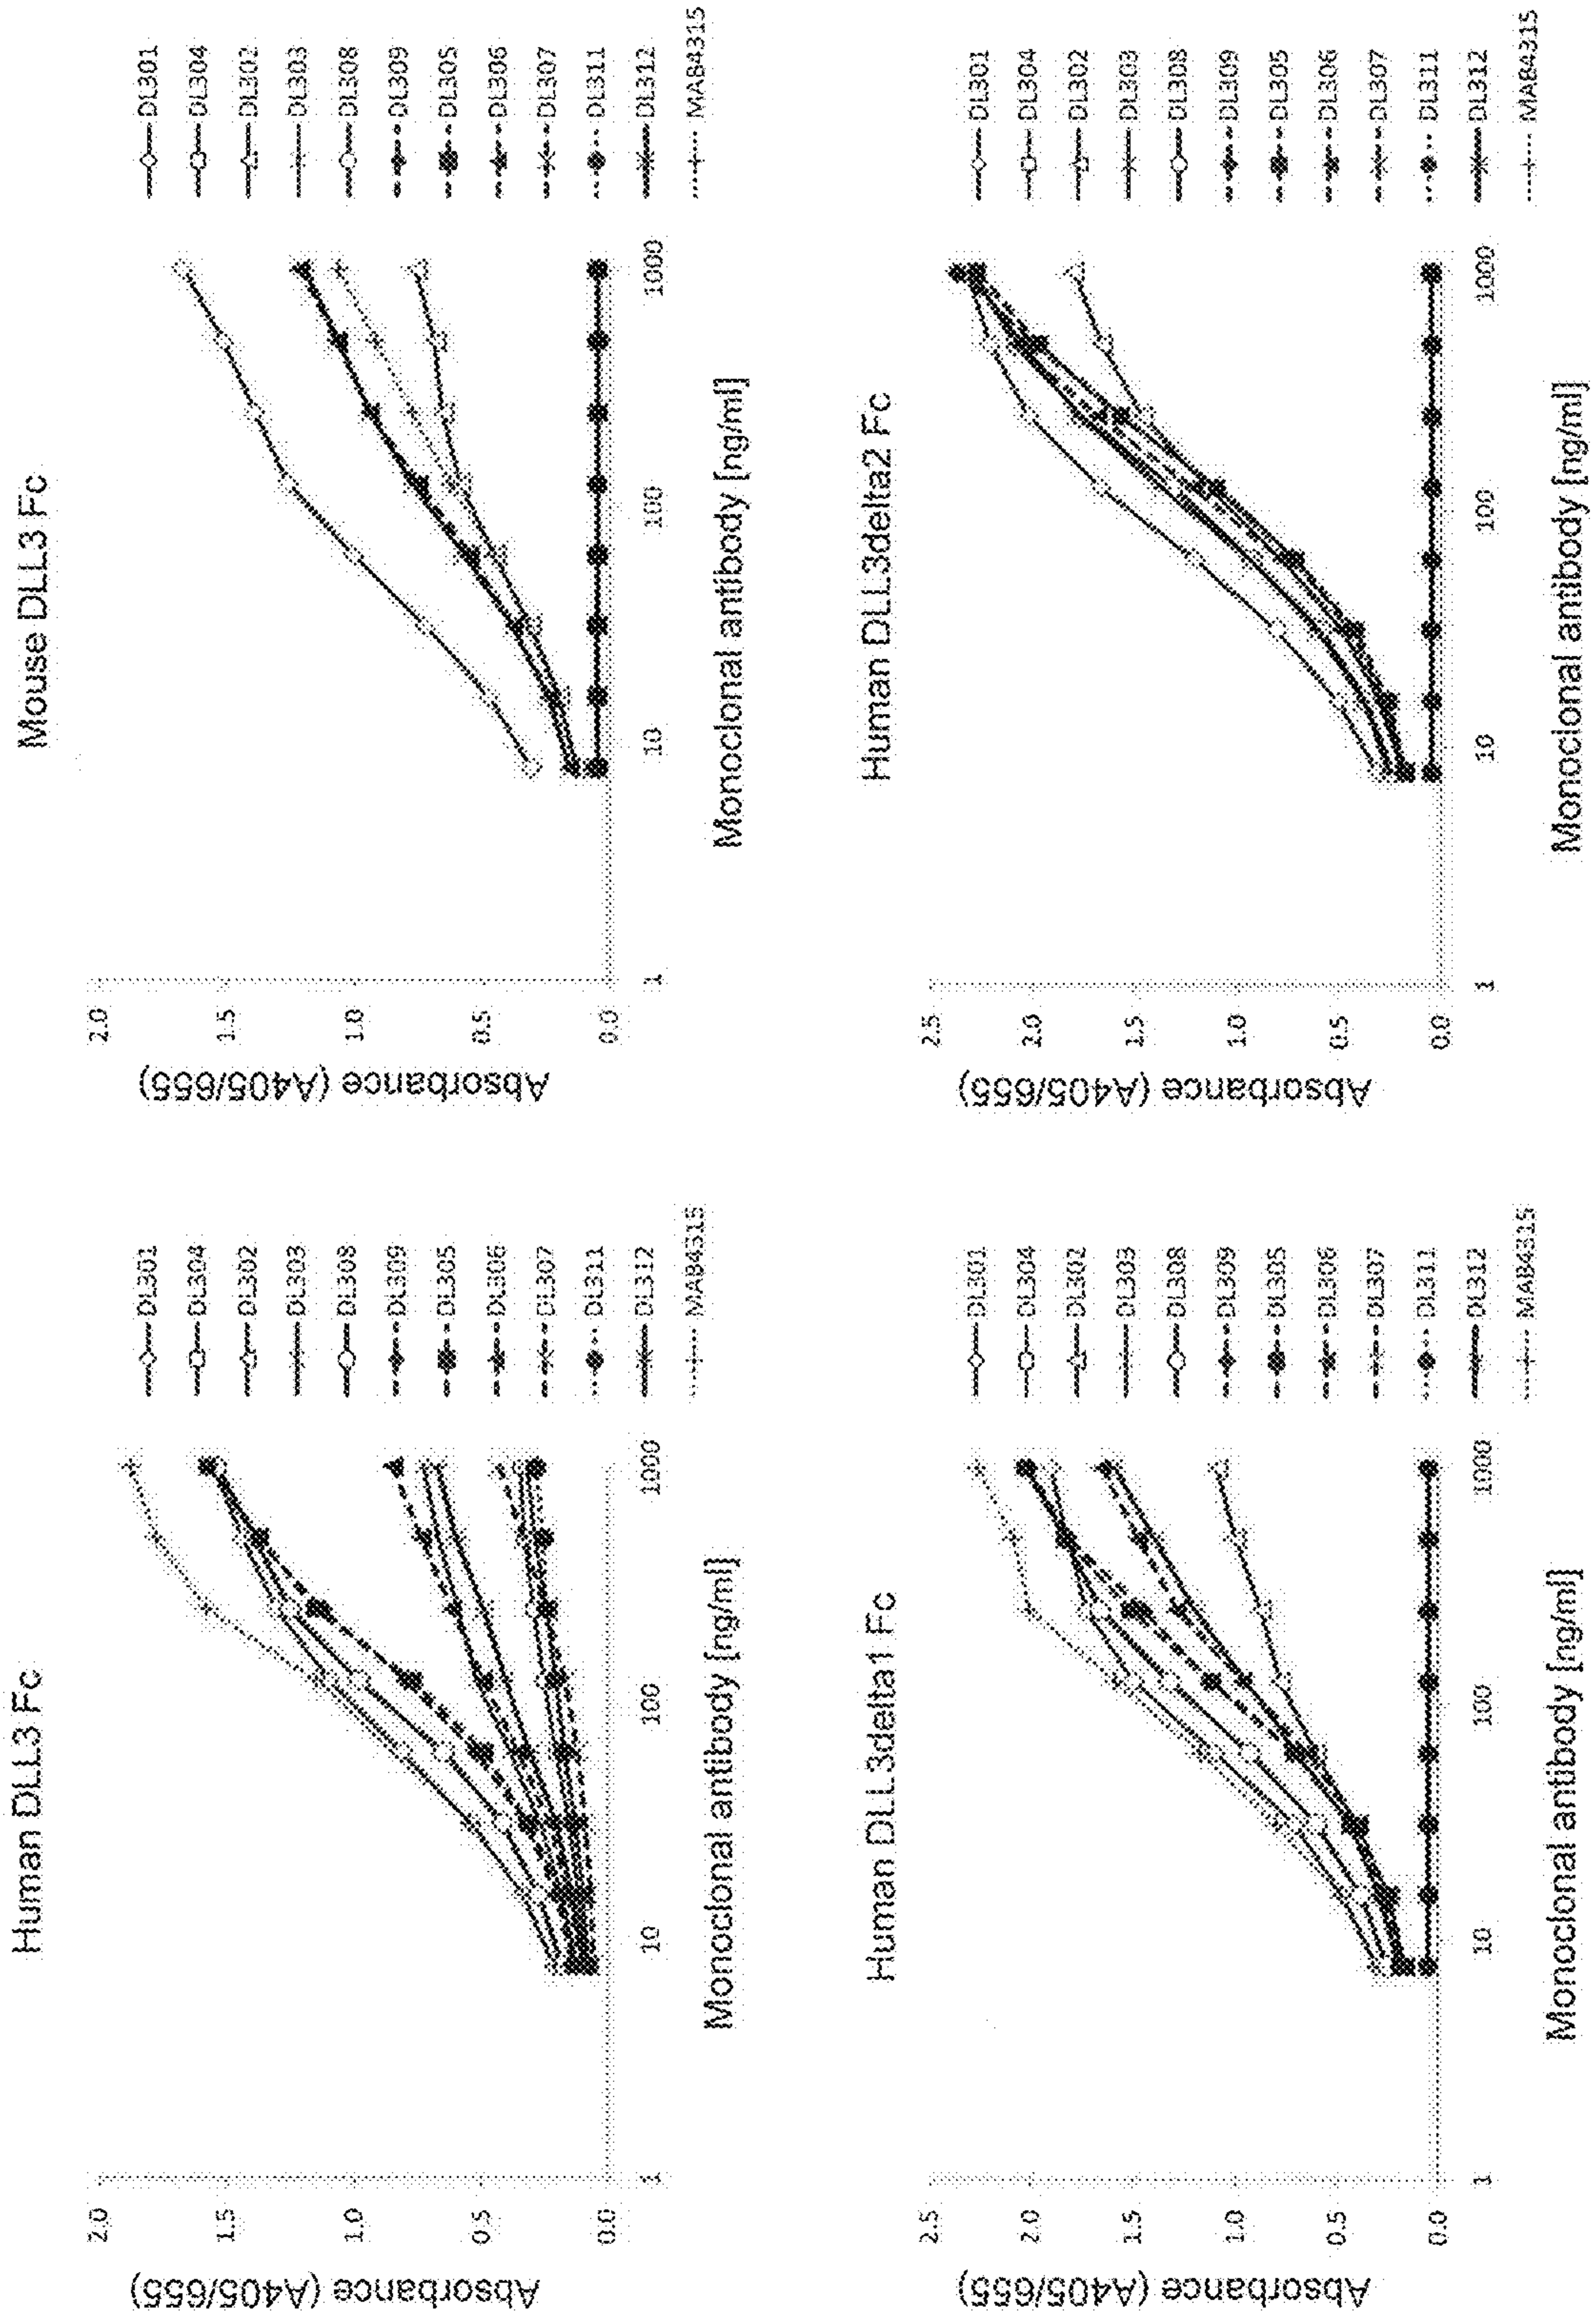 Human DLL3 Fc
Absorbance (A405/655)
2.0
1.5
1.0
0.5
0.0
1
10
100
1000
Monoclonal antibody [ng/ml]
DL301
DL304
DL302
DL303
DL308
DL309
DL305
DL306
DL307
DL311
DL312
MAB4315
Mouse DLL3 Fc
Absorbance (A405/655)
2.0
1.5
1.0
0.5
0.0
1
10
100
1000
Monoclonal antibody [ng/ml]
DL301
DL304
DL302
DL303
DL308
DL309
DL305
DL306
DL307
DL311
DL312
MAB4315
Human DLL3delta1 Fc
Absorbance (A405/655)
2.5
2.0
1.5
1.0
0.5
0.0
1
10
100
1000
Monoclonal antibody [ng/ml]
DL301
DL304
DL302
DL303
DL308
DL309
DL305
DL306
DL307
DL311
DL312
MAB4315
Human DLL3delta2 Fc
Absorbance (A405/655)
2.5
2.0
1.5
1.0
0.5
0.0
1
10
100
1000
Monoclonal antibody [ng/ml]
DL301
DL304
DL302
DL303
DL308
DL309
DL305
DL306
DL307
DL311
DL312
MAB4315